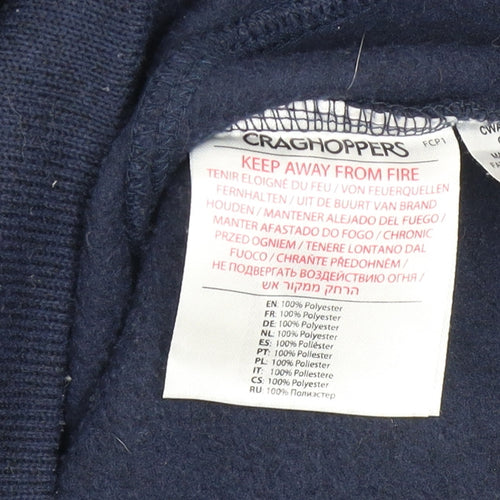 CRAGHOPPERS
FCP1
KEEP AWAY FROM FIRE
TENIR ÉLOIGNÉ DU FEU / VON FEUERQUELLEN
FERNHALTEN / UIT DE BUURT VAN BRAND
HOUDEN / MANTENER ALEJADO DEL FUEGO /
MANTER AFASTADO DO FOGO / CHRONIC
PRZED OGNIEM / TENERE LONTANO DAL
FUOCO / CHRAŇTE PŘEDOHNĚM /
НЕ ПОДВЕРГАТЬ ВОЗДЕЙСТВИЮ ОГНЯ /
הרחק ממקור אש
EN: 100% Polyester
FR: 100% Polyester
DE: 100% Polyester
NL: 100% Polyester
ES: 100% Poliéster
PT: 100% Poliéster
PL: 100% Poliester
IT: 100% Poliestere
CS: 100% Polyester
RU: 100% Полиэстер
CWA